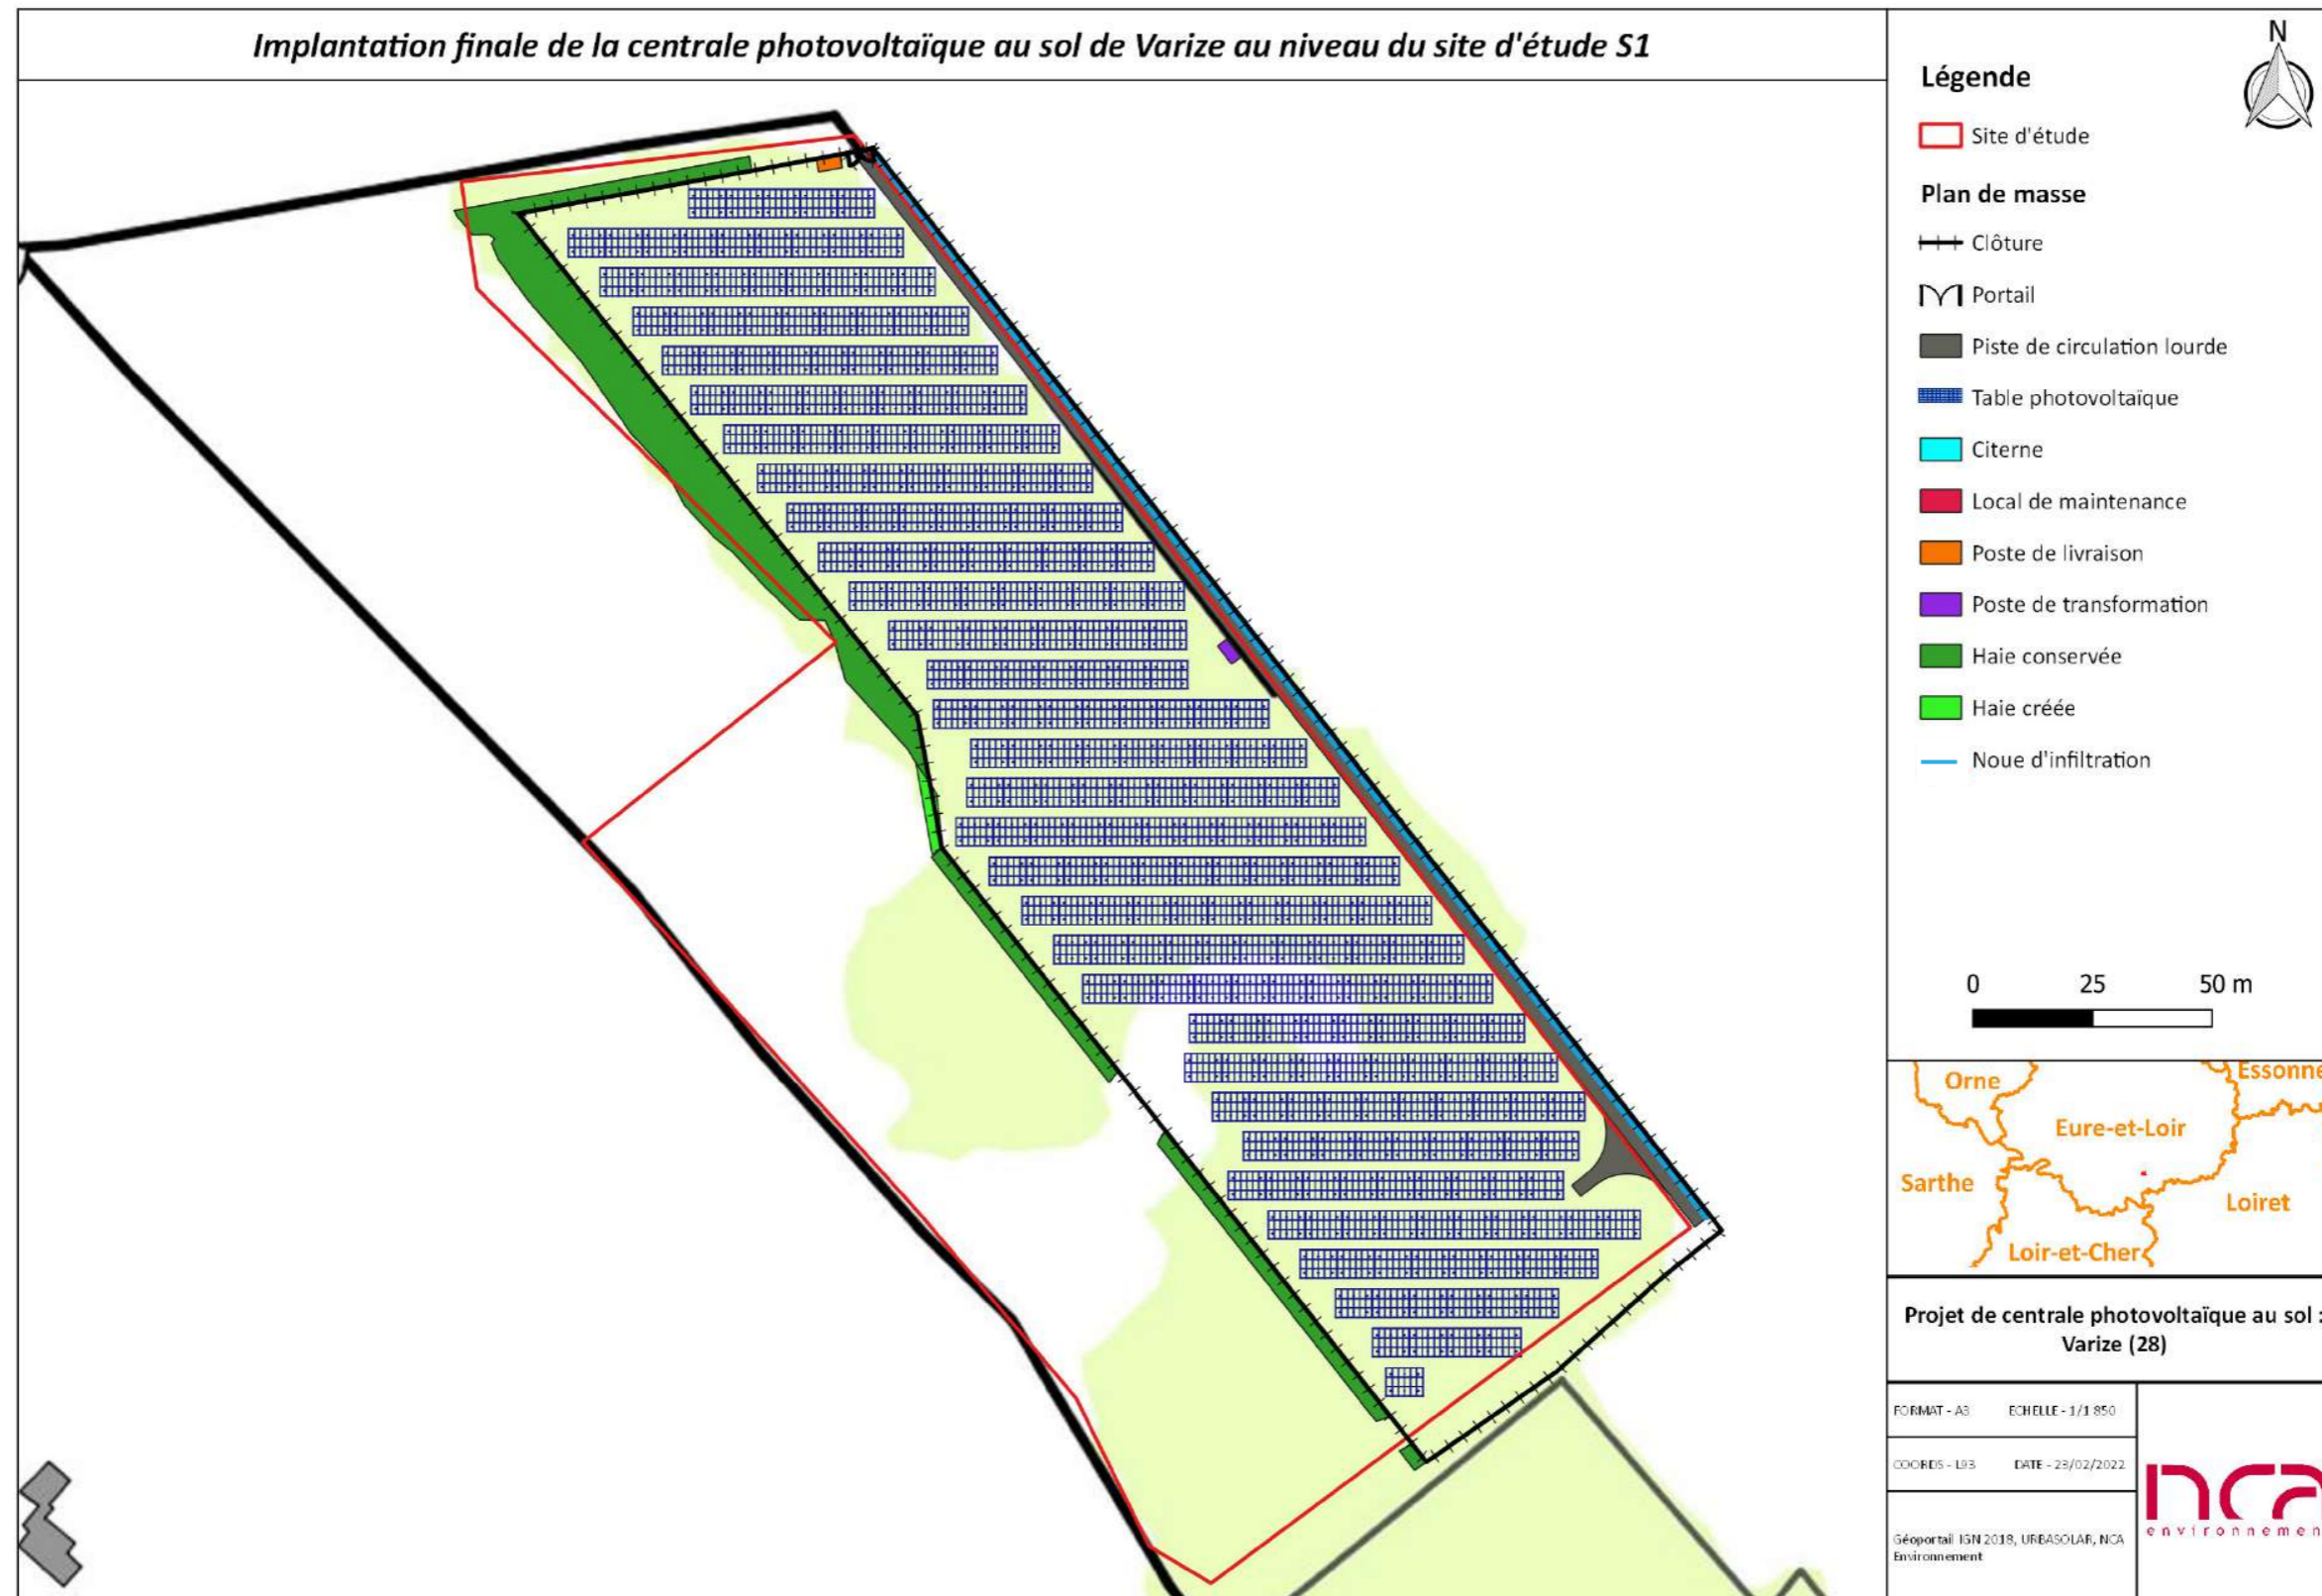 Implantation finale de la centrale photovoltaïque au sol de Varize au niveau du site d'étude S1
N
Légende
Site d'étude
Plan de masse
Clôture
Portail
Piste de circulation lourde
Table photovoltaïque
Citerne
Local de maintenance
Poste de livraison
Poste de transformation
Haie conservée
Haie créée
Noue d'infiltration
0 25 50 m
Orne
Essonne
Eure-et-Loir
Sarthe
Loiret
Loir-et-Cher
Projet de centrale photovoltaïque au sol :
Varize (28)
FORMAT - A3 ECHELLE - 1/1 850
COORDS - L93 DATE - 23/02/2022
Géoportail IGN 2018, URBASOLAR, NCA
Environnement
nca
environnemen